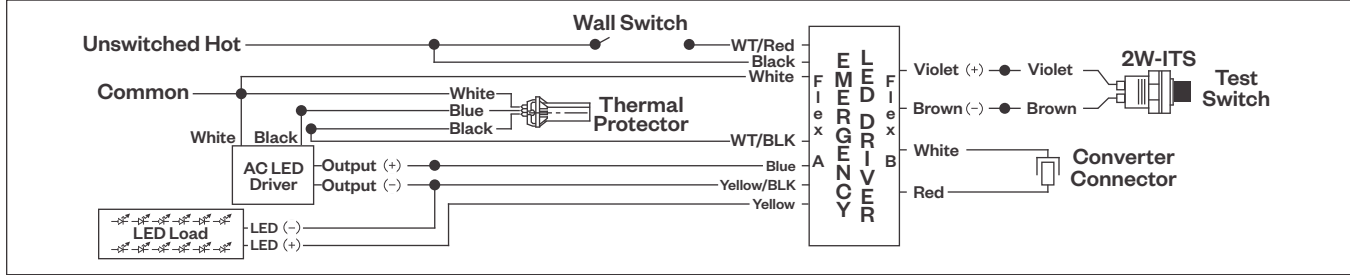 Wall Switch
Unswitched Hot
WT/Red
Black
White
Common
White
Blue
Black
Thermal
Protector
White
Black
WT/BLK
AC LED
Driver
Output (+)
Output (-)
Blue
Yellow/BLK
Yellow
LED Load
LED (-)
LED (+)
Flex A
EMERGENCY
LED DRIVER
Flex B
Violet (+)
Violet
Brown (-)
Brown
2W-ITS
Test
Switch
White
Red
Converter
Connector